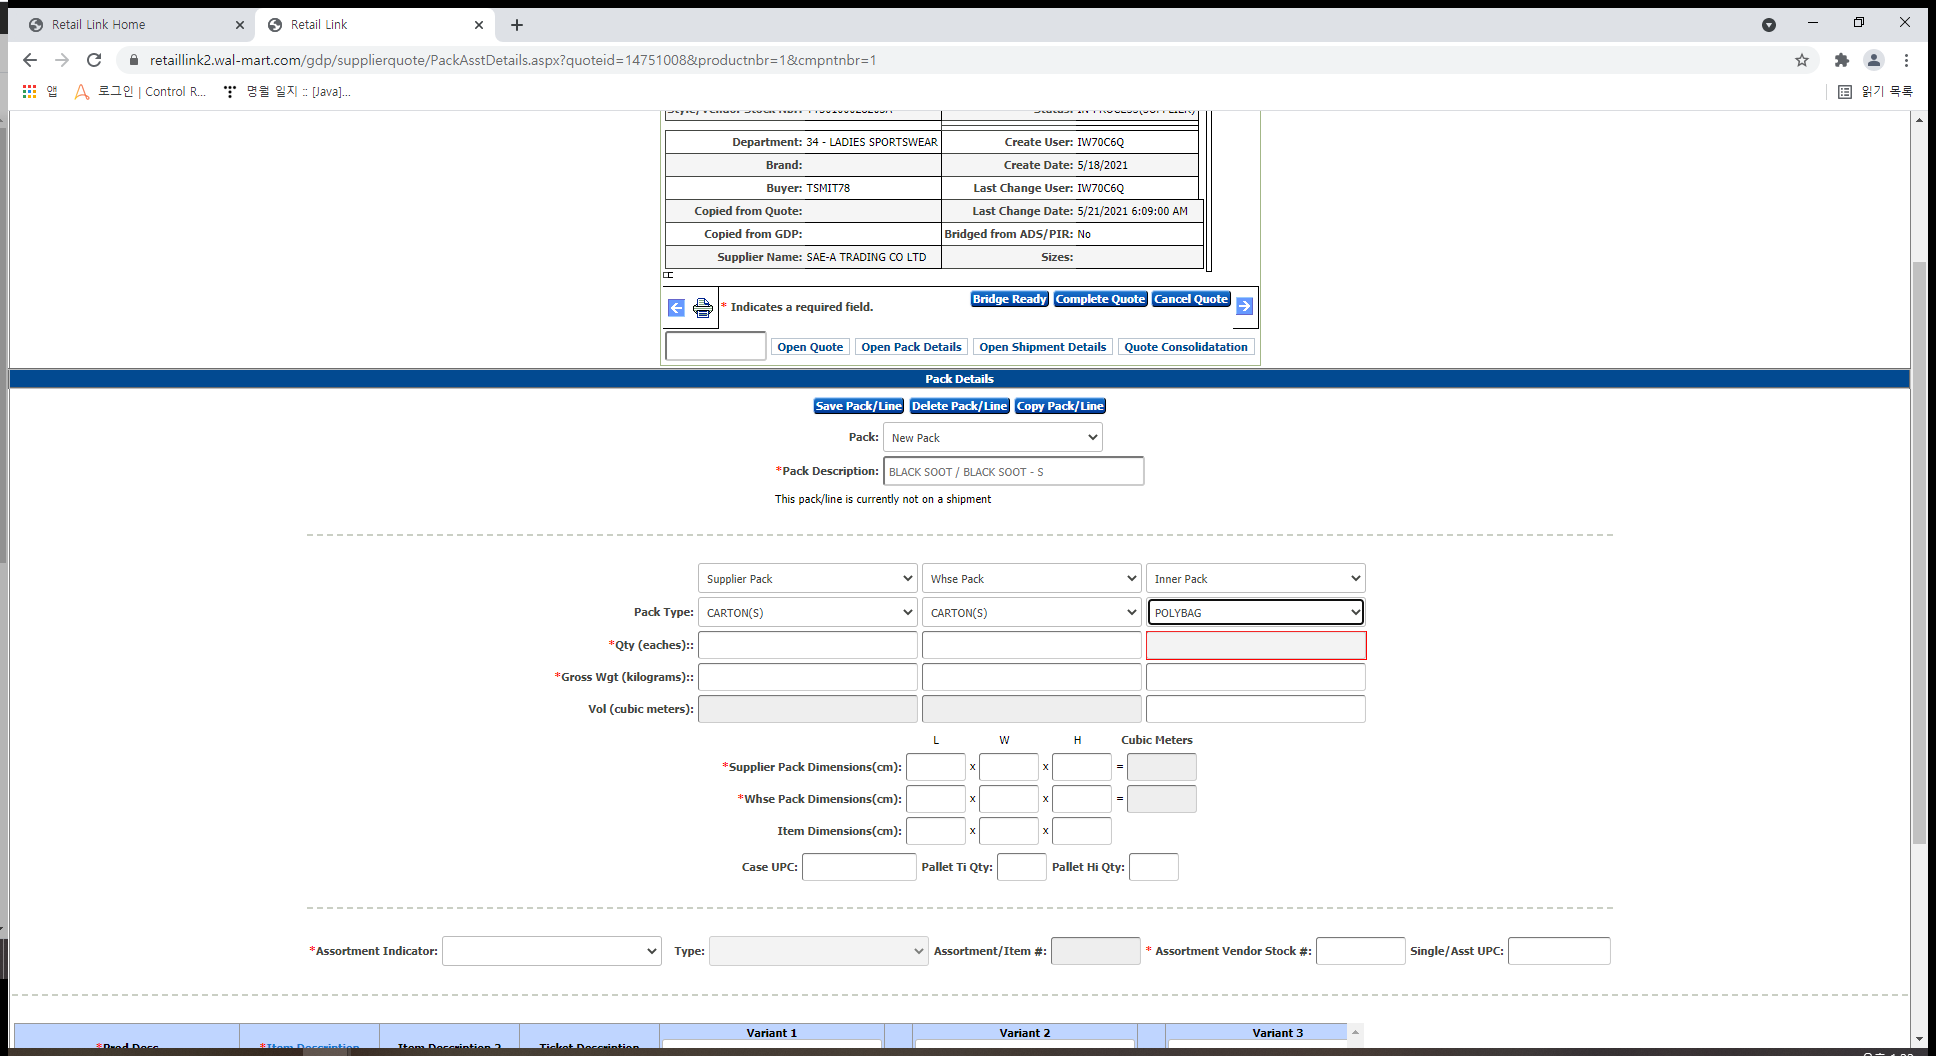 Retail Link Home
Retail Link
retaillink2.wal-mart.com/gdp/supplierquote/PackAsstDetails.aspx?quoteid=14751008&productnbr=1&cmpntnbr=1
앱 로그인 | Control R... 명월 일지 :: [Java]... 읽기 목록
Department: 34 - LADIES SPORTSWEAR Create User: IW70C6Q
Brand: Create Date: 5/18/2021
Buyer: TSMIT78 Last Change User: IW70C6Q
Copied from Quote: Last Change Date: 5/21/2021 6:09:00 AM
Copied from GDP: Bridged from ADS/PIR: No
Supplier Name: SAE-A TRADING CO LTD Sizes:
* Indicates a required field. Bridge Ready Complete Quote Cancel Quote
Open Quote Open Pack Details Open Shipment Details Quote Consolidatation
Pack Details
Save Pack/Line Delete Pack/Line Copy Pack/Line
Pack: New Pack
*Pack Description: BLACK SOOT / BLACK SOOT - S
This pack/line is currently not on a shipment
Supplier Pack Whse Pack Inner Pack
Pack Type: CARTON(S) CARTON(S) POLYBAG
*Qty (eaches)::
*Gross Wgt (kilograms)::
Vol (cubic meters):
L W H Cubic Meters
*Supplier Pack Dimensions(cm): x x =
*Whse Pack Dimensions(cm): x x =
Item Dimensions(cm): x x
Case UPC: Pallet Ti Qty: Pallet Hi Qty:
*Assortment Indicator: Type: Assortment/Item #: * Assortment Vendor Stock #: Single/Asst UPC:
Variant 1 Variant 2 Variant 3
*Prod Desc *Item Description Item Description 2 Ticket Description